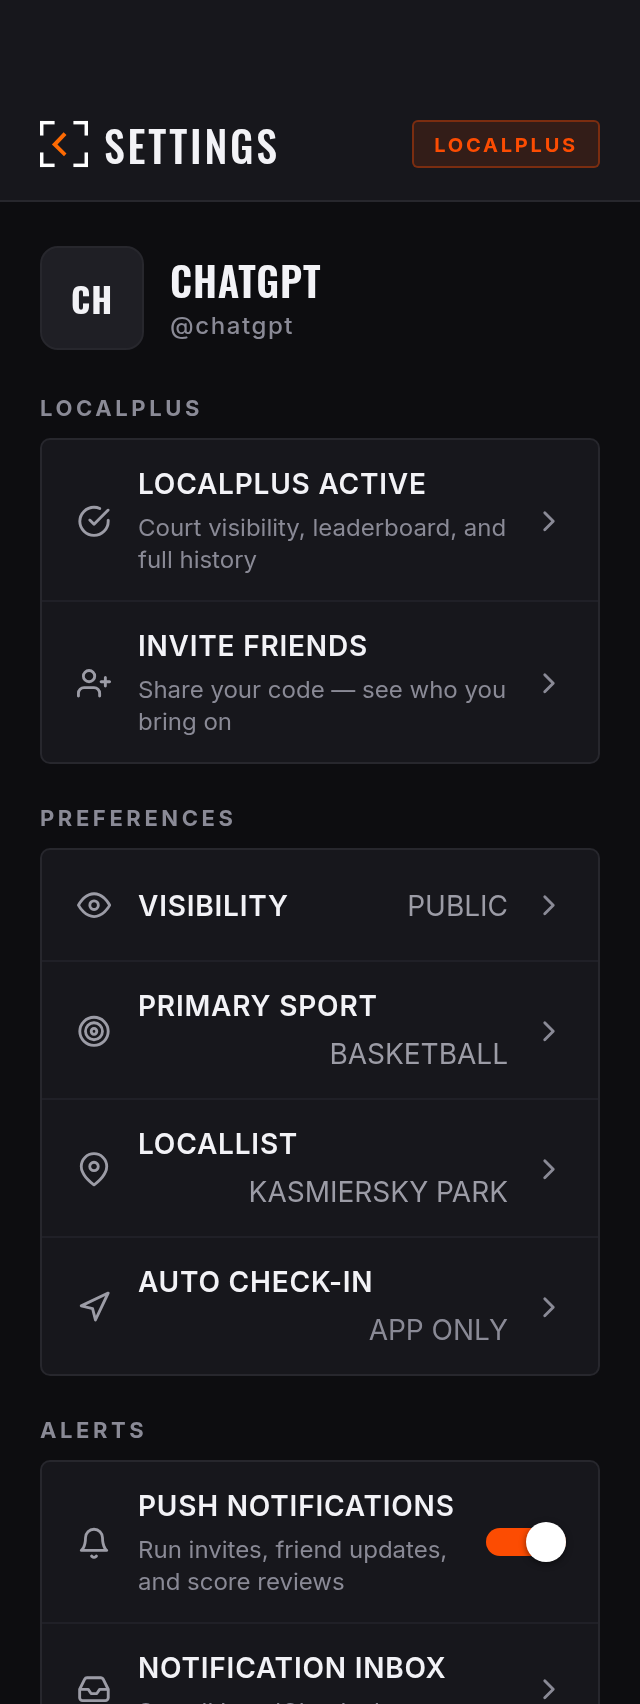 SETTINGS
LOCALPLUS
CH
CHATGPT
@chatgpt
LOCALPLUS
LOCALPLUS ACTIVE
Court visibility, leaderboard, and
full history
INVITE FRIENDS
Share your code — see who you
bring on
PREFERENCES
VISIBILITY PUBLIC
PRIMARY SPORT
BASKETBALL
LOCALLIST
KASMIERSKY PARK
AUTO CHECK-IN
APP ONLY
ALERTS
PUSH NOTIFICATIONS
Run invites, friend updates,
and score reviews
NOTIFICATION INBOX